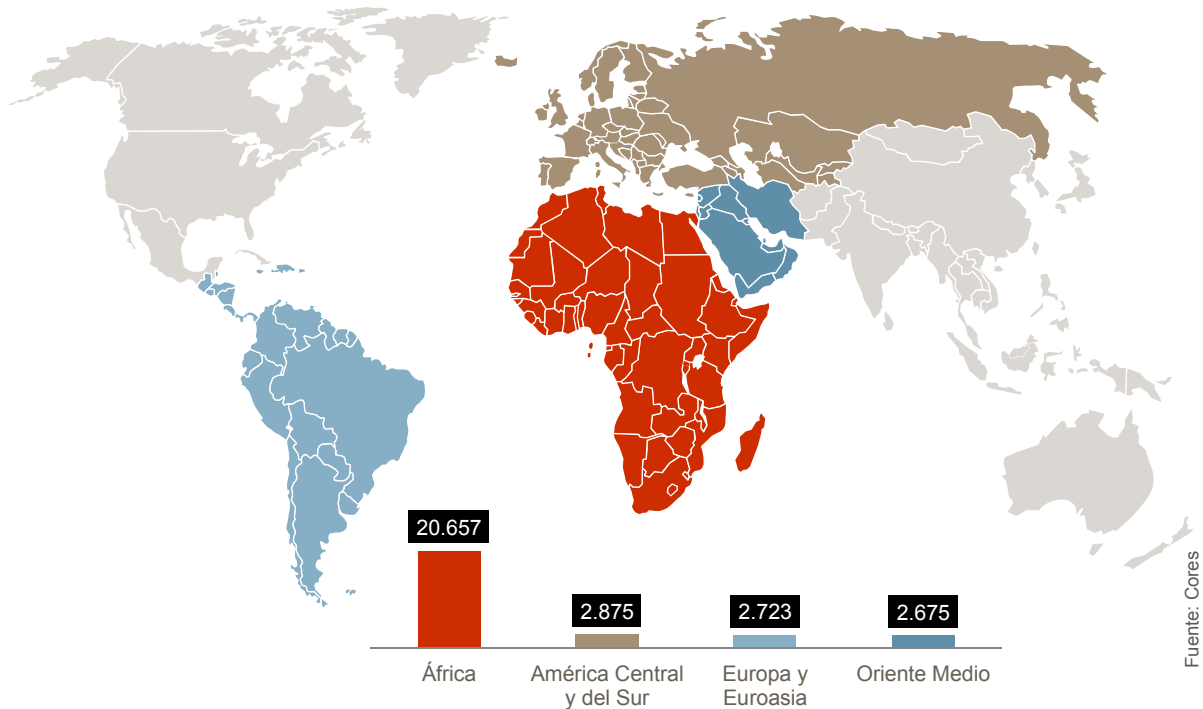 20.657
2.875
2.723
2.675
África
América Central
y del Sur
Europa y
Euroasia
Oriente Medio
Fuente: Cores